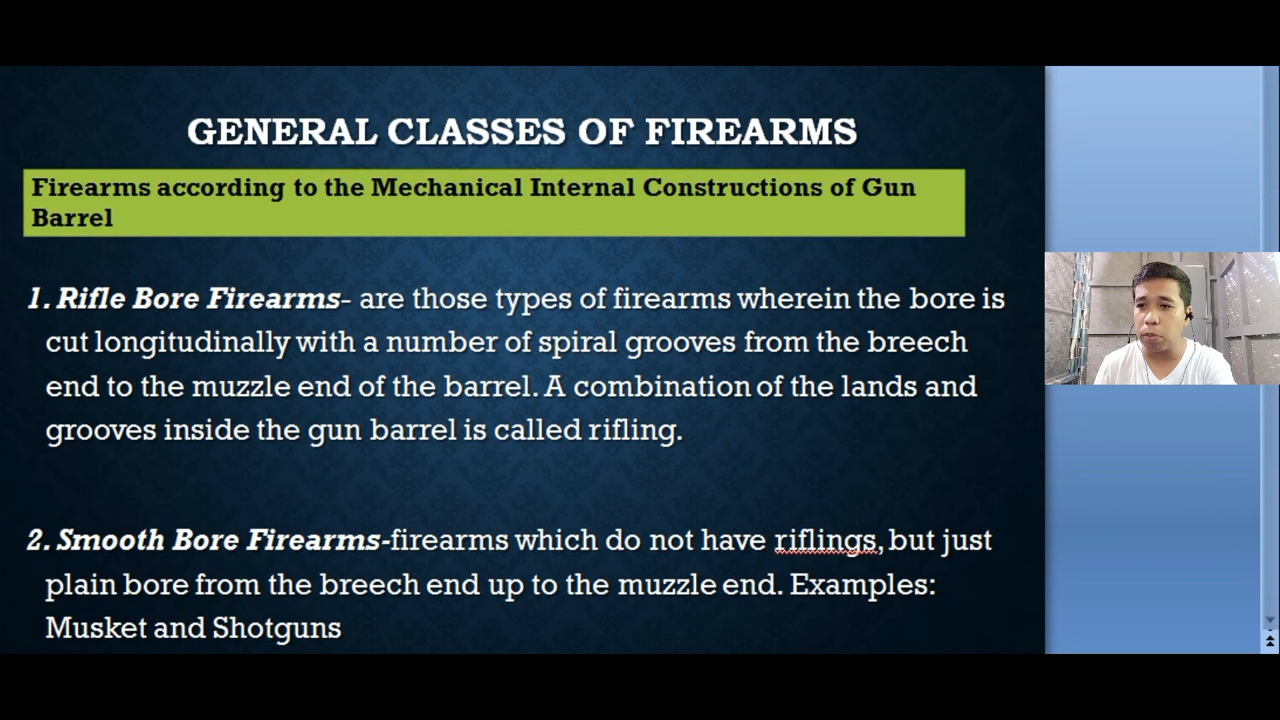 GENERAL CLASSES OF FIREARMS
Firearms according to the Mechanical Internal Constructions of Gun
Barrel
1. Rifle Bore Firearms- are those types of firearms wherein the bore is
cut longitudinally with a number of spiral grooves from the breech
end to the muzzle end of the barrel. A combination of the lands and
grooves inside the gun barrel is called rifling.
2. Smooth Bore Firearms-firearms which do not have riflings, but just
plain bore from the breech end up to the muzzle end. Examples:
Musket and Shotguns